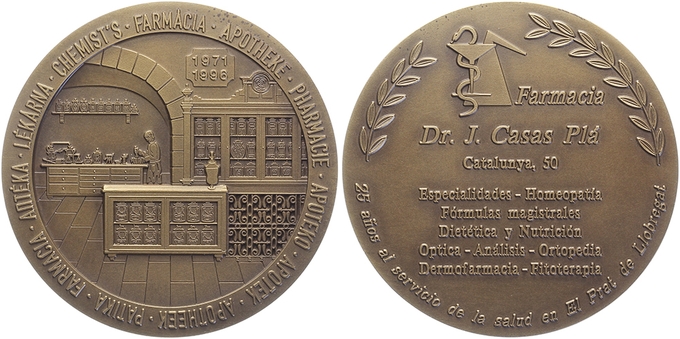 FARMACIA · APTÉKA · LÉKÁRNA · CHEMIST'S · FARMÀCIA · APOTHEKE · PHARMACIE · APOTEKO · APOTEK · APOTHEEK · PATIKA ·
1971
1996
Farmacia
Dr. J. Casas Plá
Catalunya, 50
Especialidades - Homeopatía
Fórmulas magistrales
Dietética y Nutrición
Optica - Análisis - Ortopedia
Dermofarmacia - Fitoterapia
25 años al servicio de la salud en El Prat de Llobregat